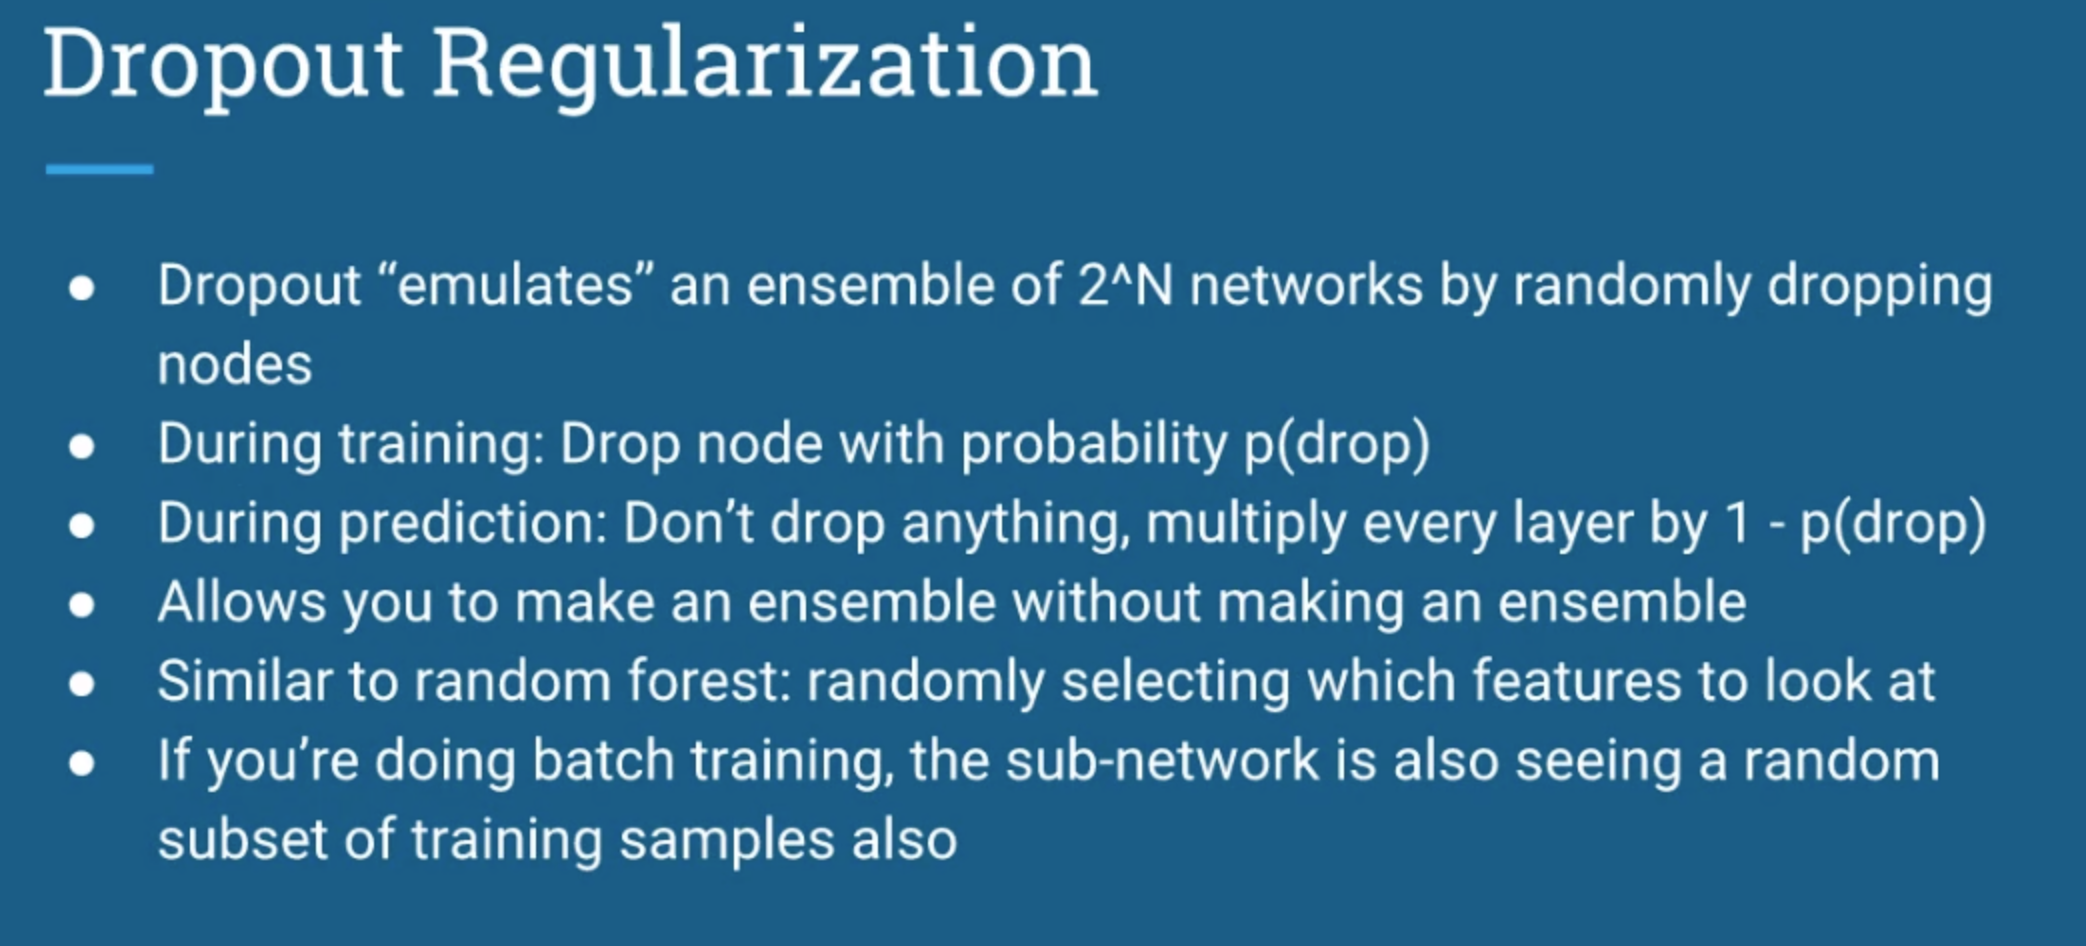 Dropout Regularization
● Dropout “emulates” an ensemble of 2^N networks by randomly dropping
nodes
● During training: Drop node with probability p(drop)
● During prediction: Don’t drop anything, multiply every layer by 1 - p(drop)
● Allows you to make an ensemble without making an ensemble
● Similar to random forest: randomly selecting which features to look at
● If you’re doing batch training, the sub-network is also seeing a random
subset of training samples also